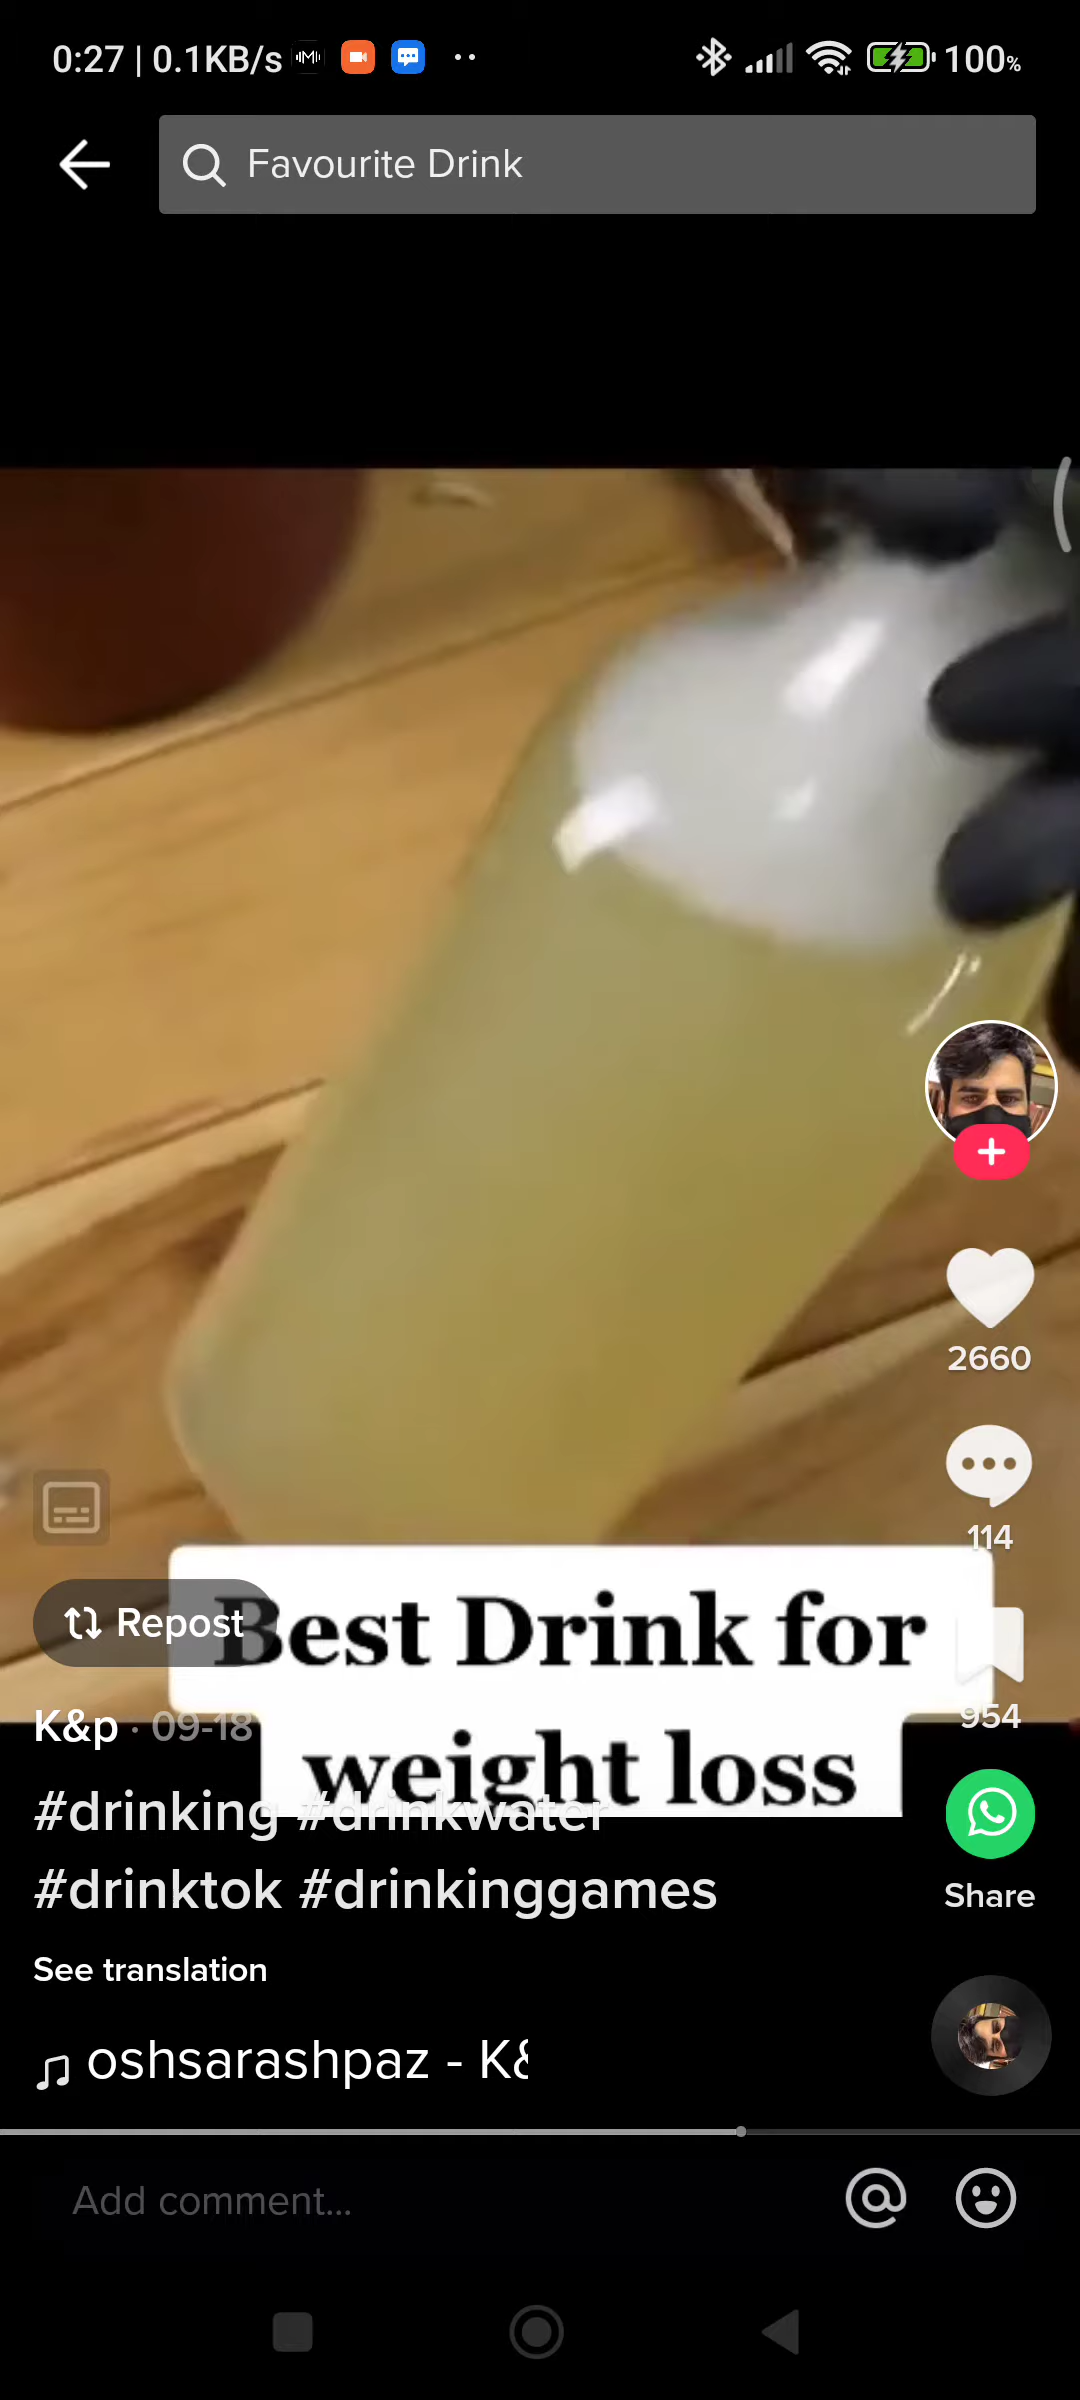 0:27 | 0.1KB/s
100%
Favourite Drink
2660
114
Best Drink for
weight loss
Repost
954
K&p · 09-18
#drinking #drinkwater
#drinktok #drinkinggames
Share
See translation
oshsarashpaz - K&
Add comment...